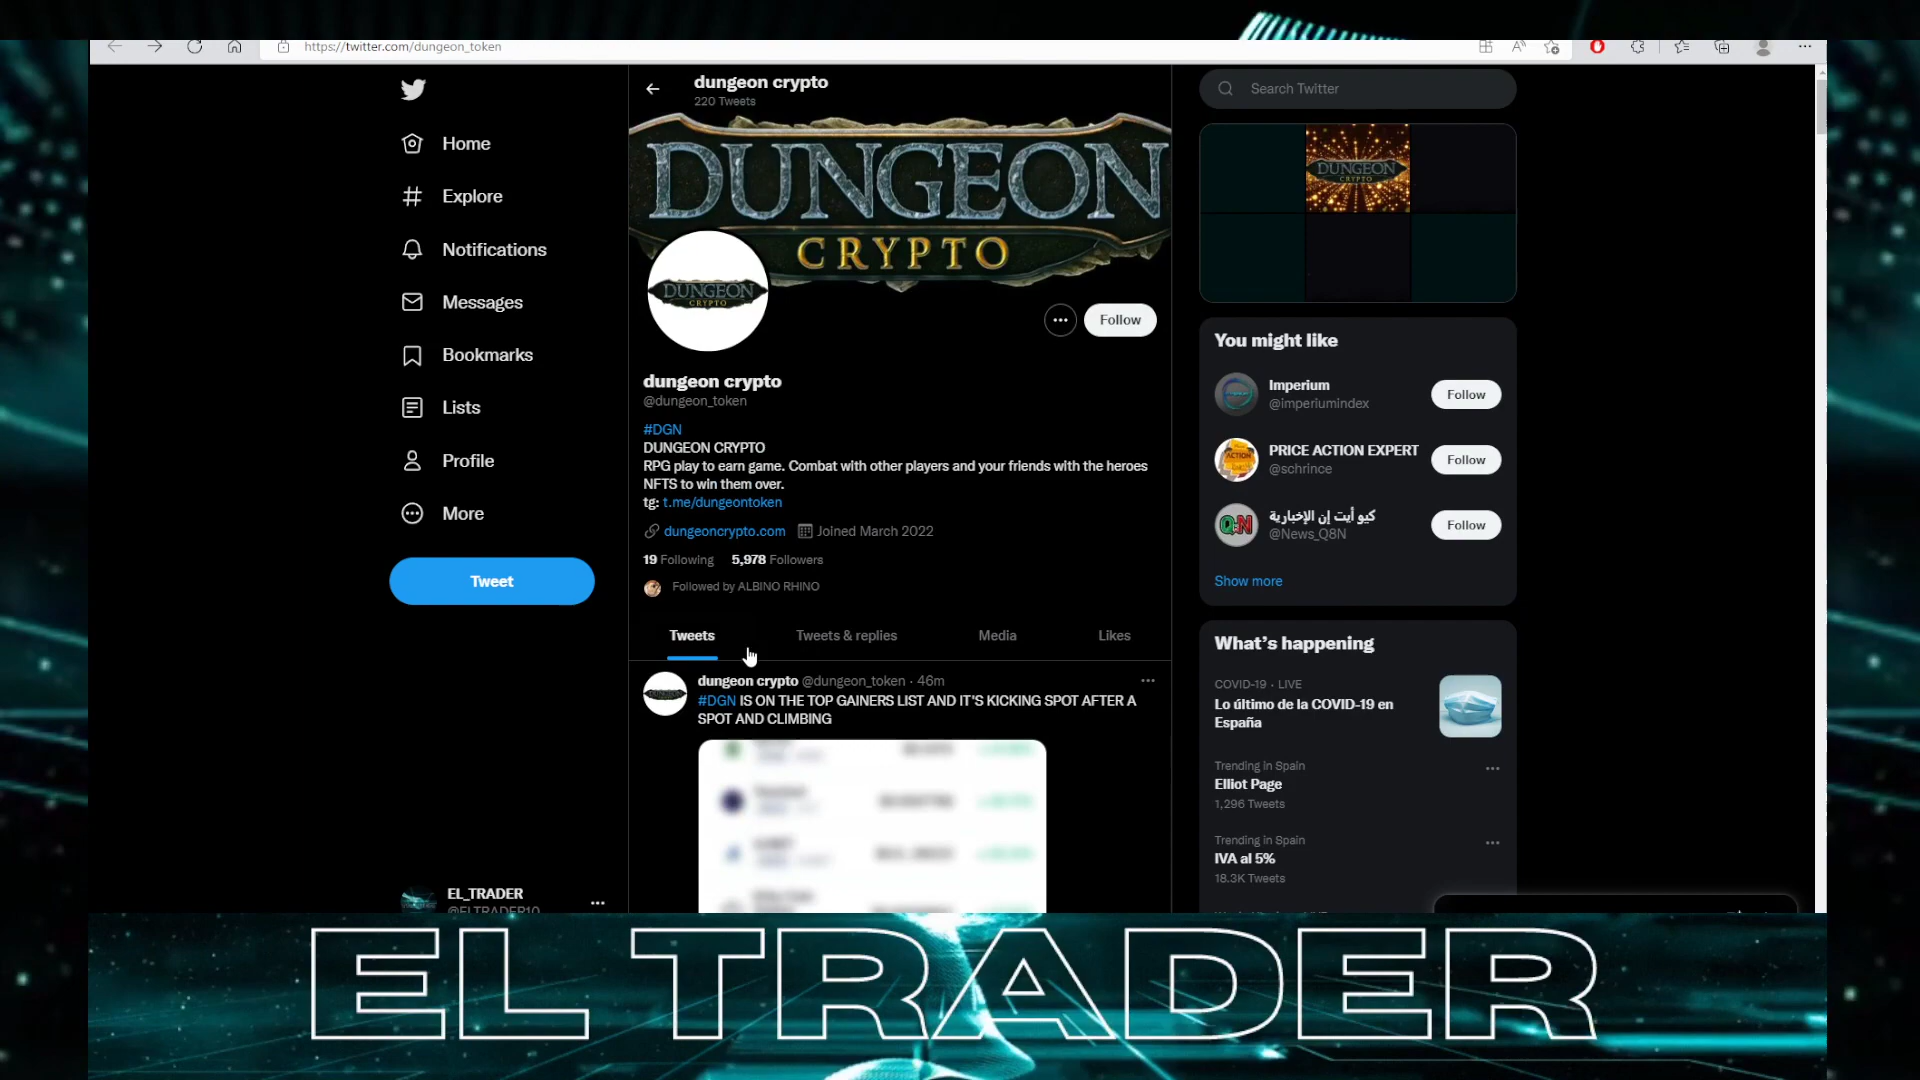 https://twitter.com/dungeon_token
Home
Explore
Notifications
Messages
Bookmarks
Lists
Profile
More
Tweet
EL_TRADER
@ELTRADER10
dungeon crypto
220 Tweets
DUNGEON
CRYPTO
DUNGEON
CRYPTO
Follow
dungeon crypto
@dungeon_token
#DGN
DUNGEON CRYPTO
RPG play to earn game. Combat with other players and your friends with the heroes
NFTS to win them over.
tg: t.me/dungeontoken
dungeoncrypto.com Joined March 2022
19 Following 5,978 Followers
Followed by ALBINO RHINO
Tweets Tweets & replies Media Likes
dungeon crypto @dungeon_token · 46m
#DGN IS ON THE TOP GAINERS LIST AND IT'S KICKING SPOT AFTER A
SPOT AND CLIMBING
Search Twitter
DUNGEON
CRYPTO
You might like
Imperium
@imperiumindex
Follow
PRICE ACTION EXPERT
@schrince
Follow
ACTION
كيو أيت إن الإخبارية
@News_Q8N
Follow
Q8N
Show more
What's happening
COVID-19 · LIVE
Lo último de la COVID-19 en
España
Trending in Spain
Elliot Page
1,296 Tweets
Trending in Spain
IVA al 5%
18.3K Tweets
EL TRADER